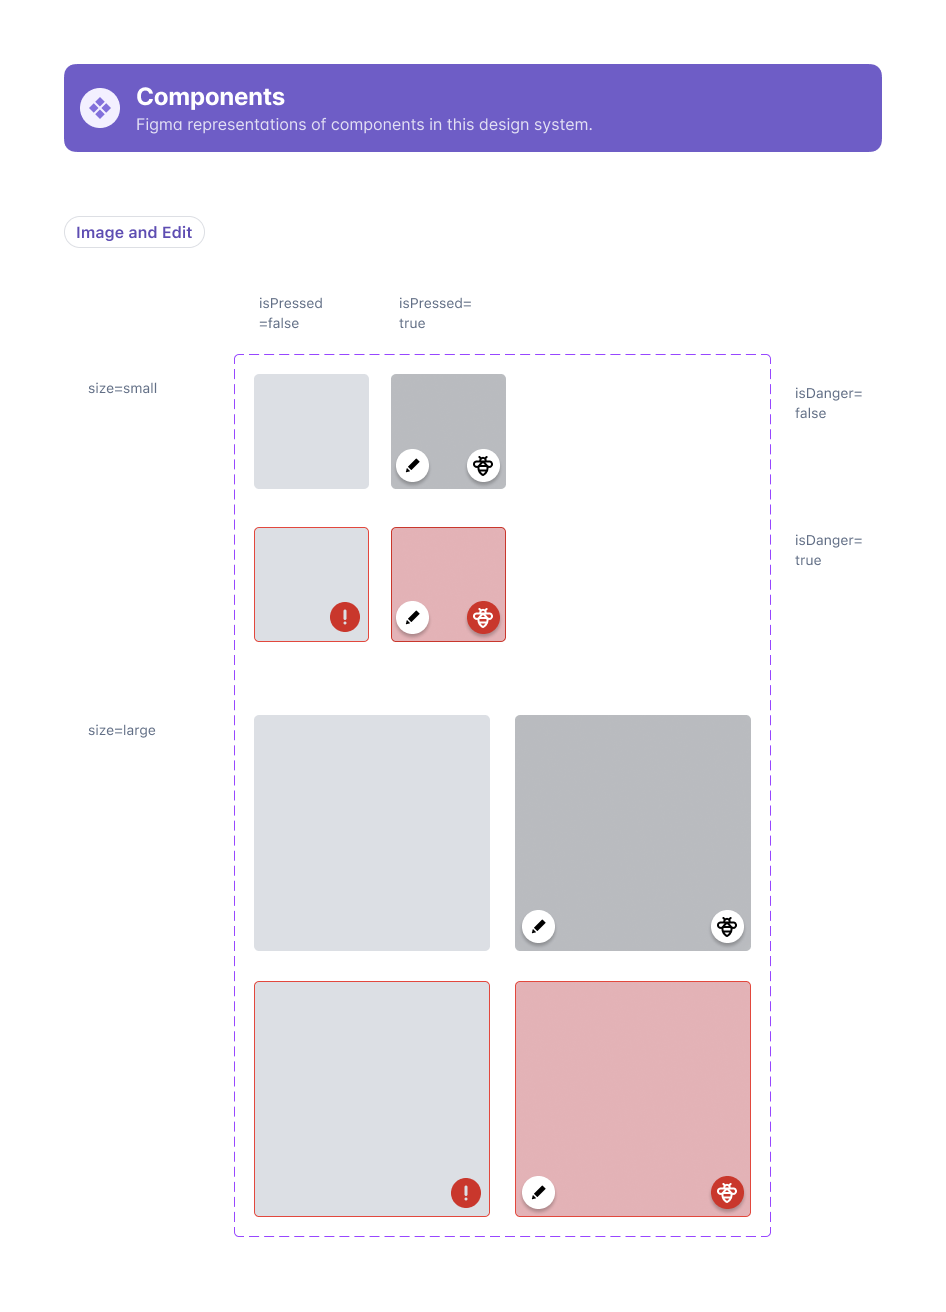 Components
Figma representations of components in this design system.
Image and Edit
isPressed
=false
isPressed=
true
size=small
isDanger=
false
isDanger=
true
size=large